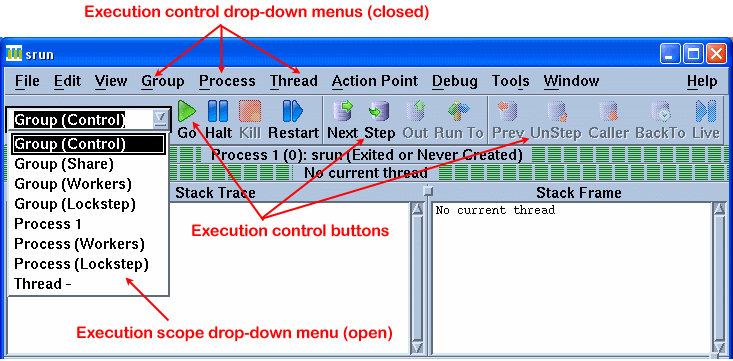 Execution control drop-down menus (closed)
srun
File Edit View Group Process Thread Action Point Debug Tools Window Help
Group (Control)
Go Halt Kill Restart Next Step Out Run To Prev UnStep Caller BackTo Live
Group (Control)
Group (Share)
Group (Workers)
Group (Lockstep)
Process 1
Process (Workers)
Process (Lockstep)
Thread -
Process 1 (0): srun (Exited or Never Created)
No current thread
Stack Trace
Stack Frame
No current thread
Execution control buttons
Execution scope drop-down menu (open)